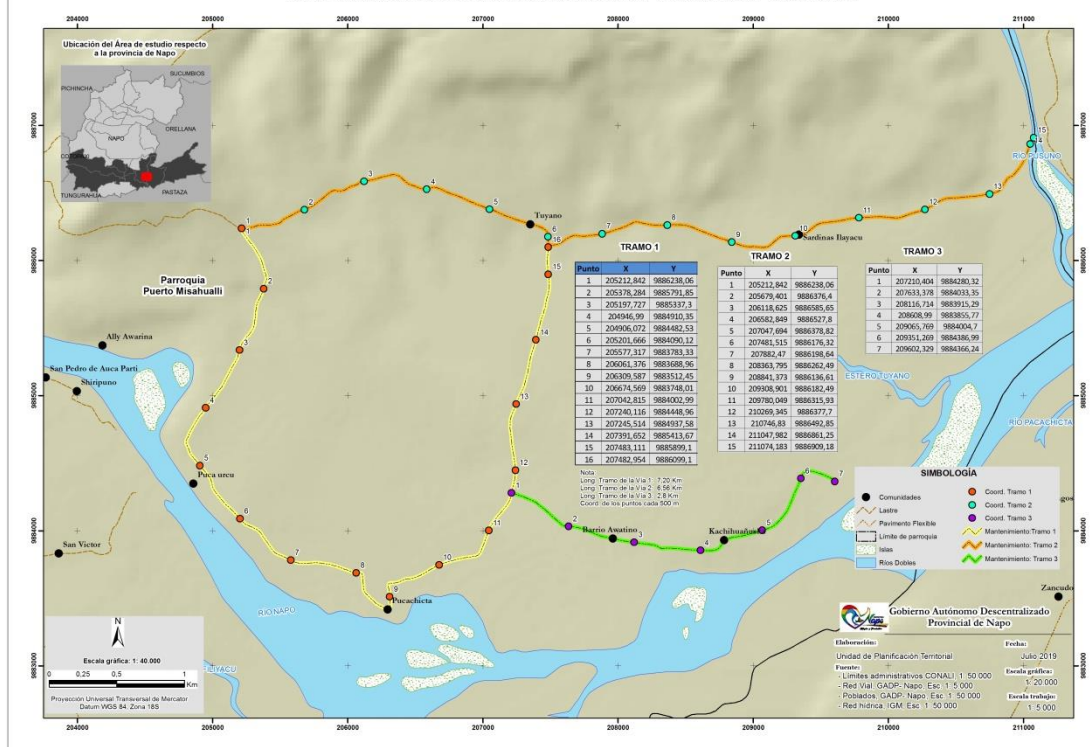 204000 205000 206000 207000 208000 209000 210000 211000
Ubicación del Área de estudio respecto
a la provincia de Napo
SUCUMBIOS
PICHINCHA
ORELLANA
NAPO
TUNGURAHUA
PASTAZA
9887000
9886000
9885000
9884000
9883000
Parroquia
Puerto Misahualli
Ally Awarina
San Pedro de Auca Parti
Shiripuno
Puca urcu
San Victor
Pucachicta
Tuyano
Sardinas Ilayacu
Barrio Awatino
Kachihuañusca
Zancudo
RÍO NAPO
RÍO PUSUNO
ESTERO TUYANO
RÍO PACACHICTA
TRAMO 1
Punto X Y
1 205212,842 9886238,06
2 205378,284 9885791,85
3 205197,727 9885337,3
4 204946,99 9884910,35
5 204906,072 9884482,53
6 205201,666 9884090,12
7 205577,317 9883783,33
8 206061,376 9883688,96
9 206309,587 9883512,45
10 206674,569 9883748,01
11 207042,815 9884002,99
12 207240,116 9884448,96
13 207245,514 9884937,58
14 207391,652 9885413,67
15 207483,111 9885899,1
16 207482,954 9886099,1
TRAMO 2
Punto X Y
1 205212,842 9886238,06
2 205679,401 9886376,4
3 206118,625 9886585,65
4 206582,849 9886527,8
5 207047,694 9886378,82
6 207481,515 9886176,32
7 207882,47 9886198,64
8 208363,795 9886262,49
9 208841,373 9886136,61
10 209308,901 9886182,49
11 209780,049 9886315,93
12 210269,345 9886377,7
13 210746,83 9886492,85
14 211047,982 9886861,25
15 211074,183 9886909,18
TRAMO 3
Punto X Y
1 207210,404 9884280,32
2 207633,378 9884033,35
3 208116,714 9883915,29
4 208608,99 9883855,77
5 209065,769 9884004,7
6 209351,269 9884386,99
7 209602,329 9884366,24
Nota
Long. Tramo de la Vía 1: 7,20 Km
Long. Tramo de la Vía 2: 6,56 Km
Long. Tramo de la Vía 3: 2,8 Km
Coord. de los puntos cada 500 m
SIMBOLOGÍA
Comunidades
Lastre
Pavimento Flexible
Límite de parroquia
Islas
Ríos Dobles
Coord. Tramo 1
Coord. Tramo 2
Coord. Tramo 3
Mantenimiento:Tramo 1
Mantenimiento: Tramo 2
Mantenimiento: Tramo 3
N
Escala gráfica: 1: 40.000
0 0,25 0,5 1
Km
Proyección Universal Transversal de Mercator
Datum WGS 84, Zona 18S
Gobierno Autónomo Descentralizado
Provincial de Napo
Elaboración:
Unidad de Planificación Territorial
Fecha:
Julio 2019
Fuente:
- Límites administrativos CONALI, 1: 50 000
- Red Vial, GADP- Napo, Esc. 1: 5 000
- Poblados, GADP- Napo, Esc. 1: 50 000
- Red hídrica, IGM, Esc. 1: 50 000
Escala gráfica:
1: 20 000
Escala trabajo:
1: 5 000
204000 205000 206000 207000 208000 209000 210000 211000